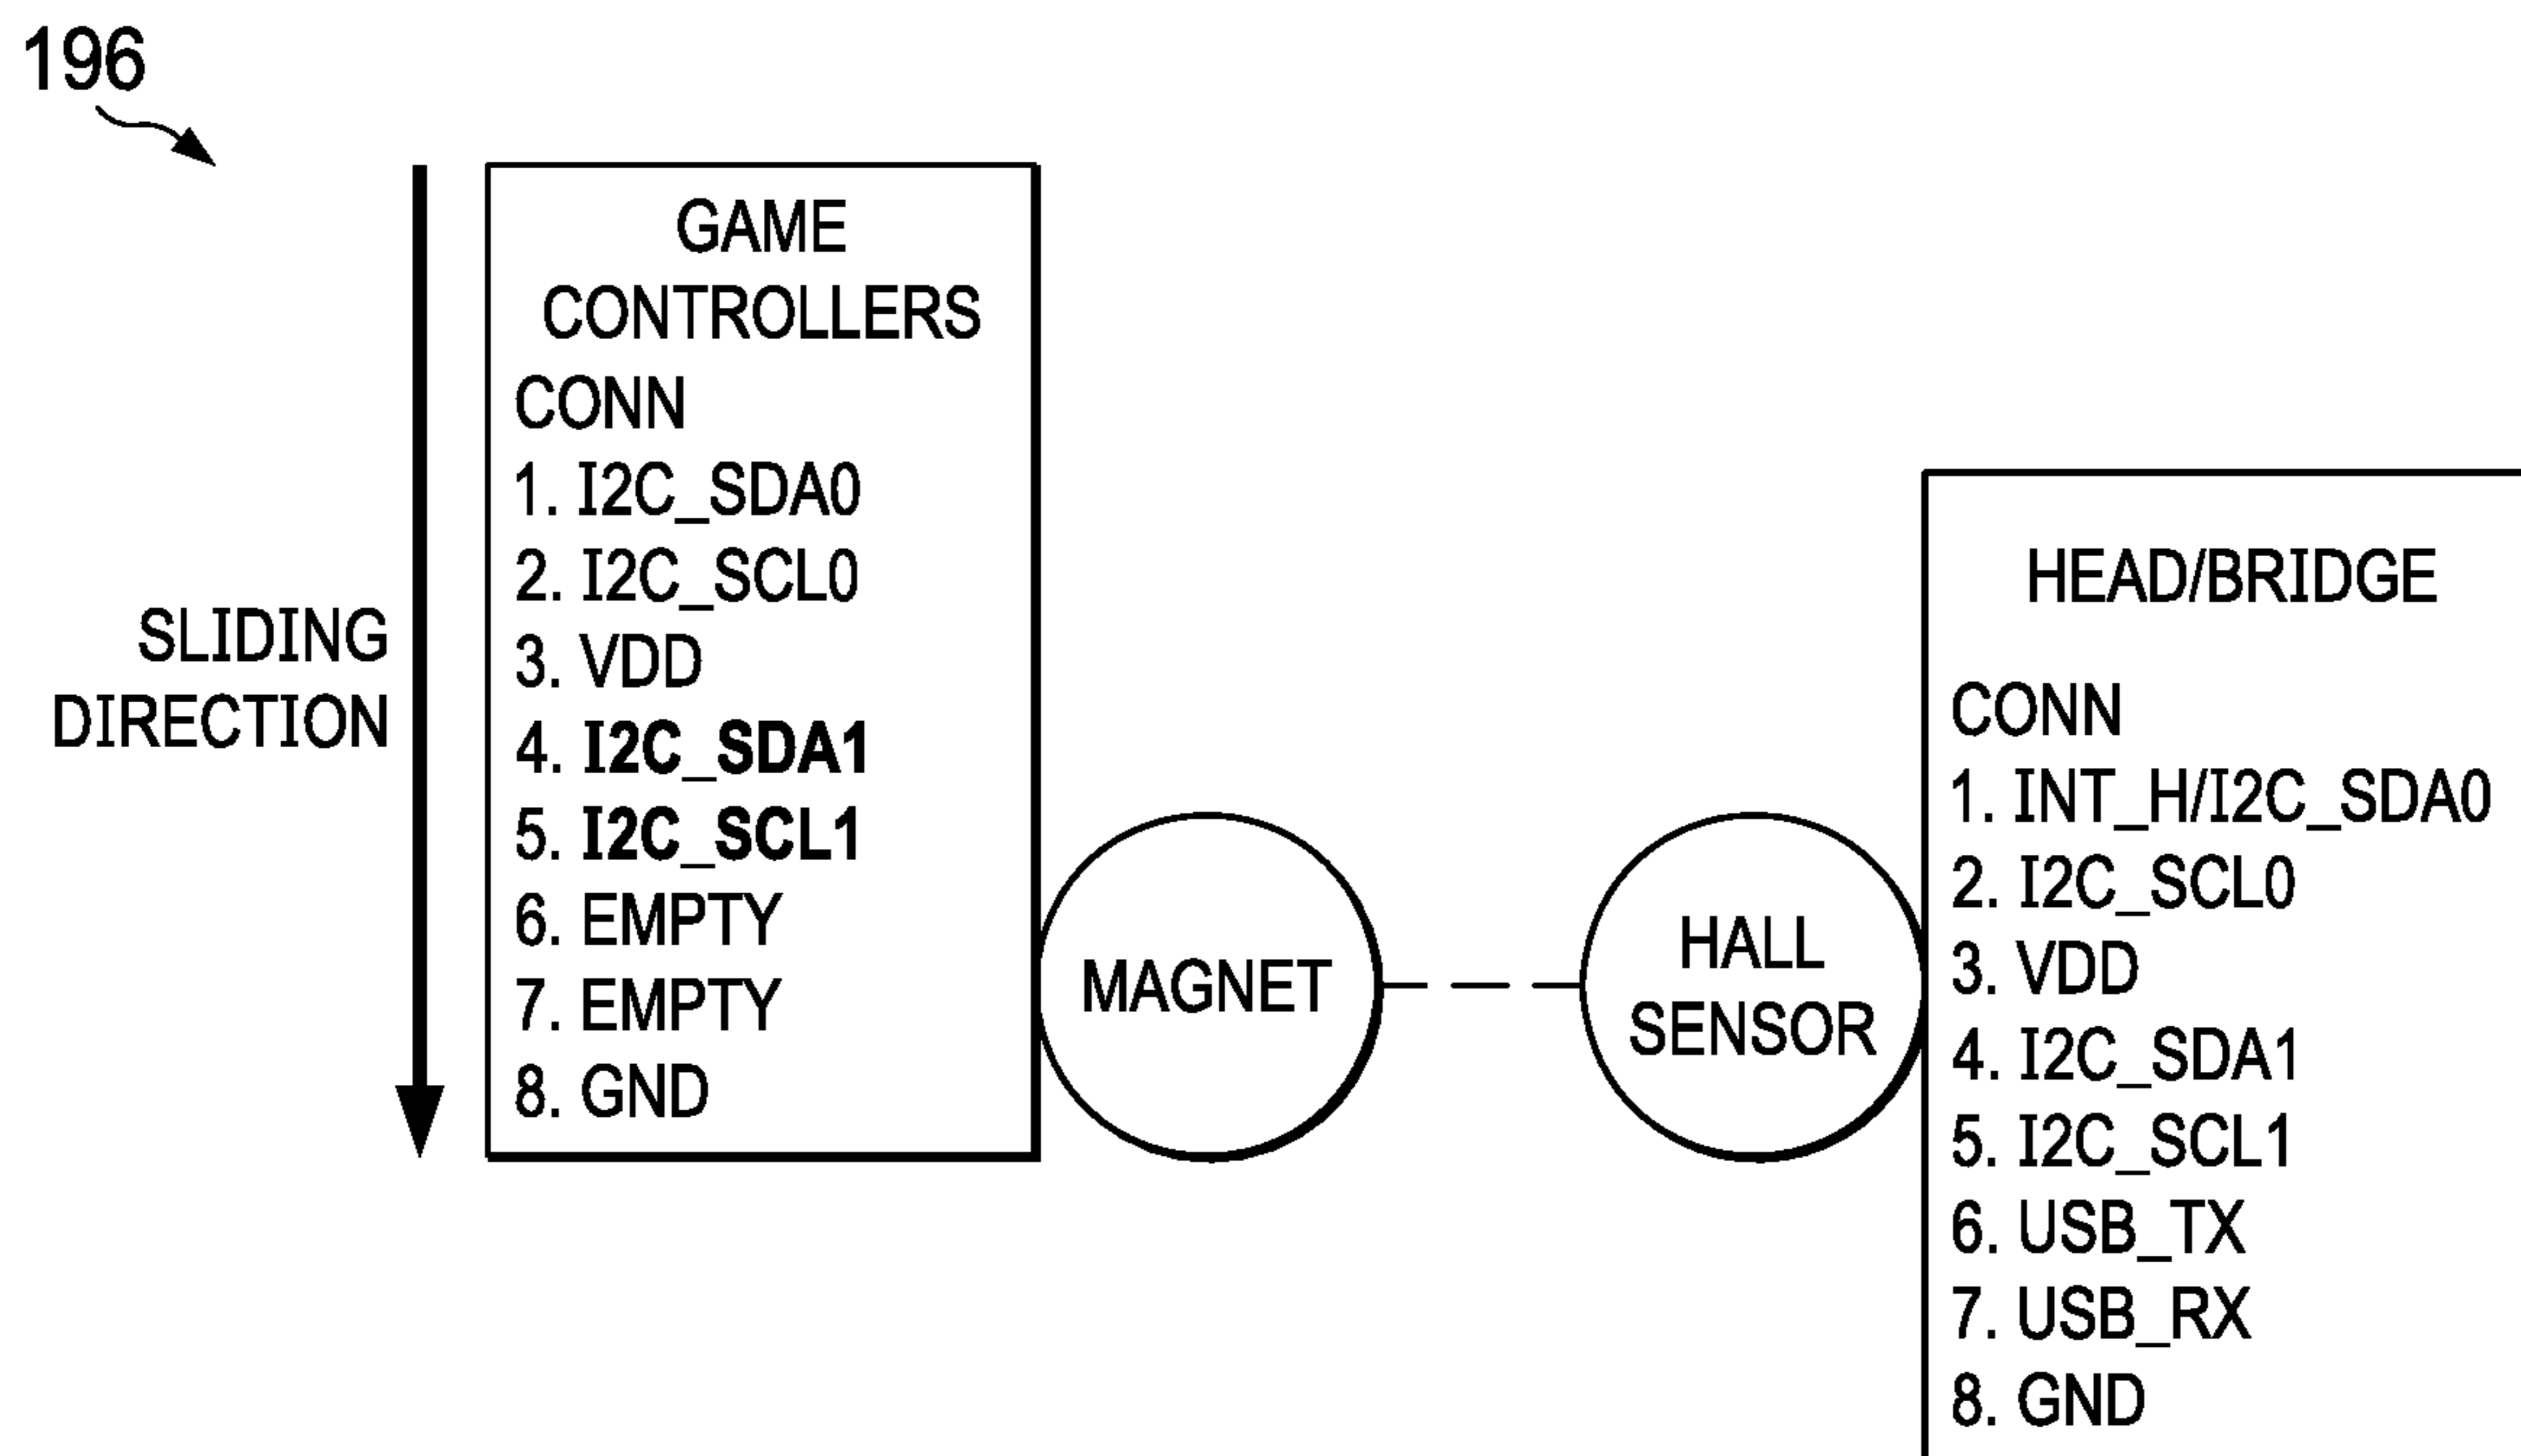 196
SLIDING
DIRECTION
GAME
CONTROLLERS
CONN
1. I2C_SDA0
2. I2C_SCL0
3. VDD
4. I2C_SDA1
5. I2C_SCL1
6. EMPTY
7. EMPTY
8. GND
MAGNET
HALL
SENSOR
HEAD/BRIDGE
CONN
1. INT_H/I2C_SDA0
2. I2C_SCL0
3. VDD
4. I2C_SDA1
5. I2C_SCL1
6. USB_TX
7. USB_RX
8. GND